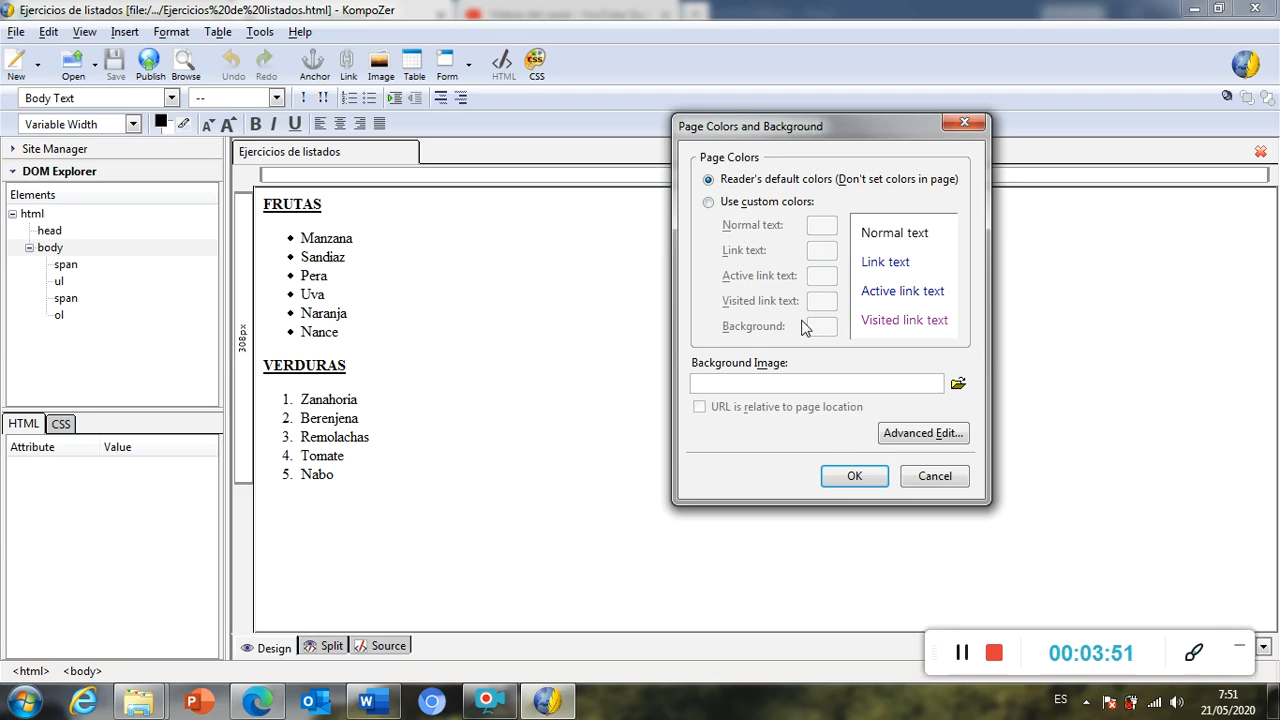 Ejercicios de listados [file:/.../Ejercicios%20de%20listados.html] - KompoZer
File Edit View Insert Format Table Tools Help
New Open Save Publish Browse Undo Redo Anchor Link Image Table Form HTML CSS
Body Text --
Variable Width B I U
Site Manager
DOM Explorer
Elements
html
head
body
span
ul
span
ol
HTML CSS
Attribute Value
Ejercicios de listados
308px
FRUTAS
Manzana
Sandiaz
Pera
Uva
Naranja
Nance
VERDURAS
1. Zanahoria
2. Berenjena
3. Remolachas
4. Tomate
5. Nabo
Page Colors and Background
Page Colors
Reader's default colors (Don't set colors in page)
Use custom colors:
Normal text:
Link text:
Active link text:
Visited link text:
Background:
Normal text
Link text
Active link text
Visited link text
Background Image:
URL is relative to page location
Advanced Edit...
OK Cancel
Design Split Source
00:03:51
<html> <body>
ES
7:51
21/05/2020